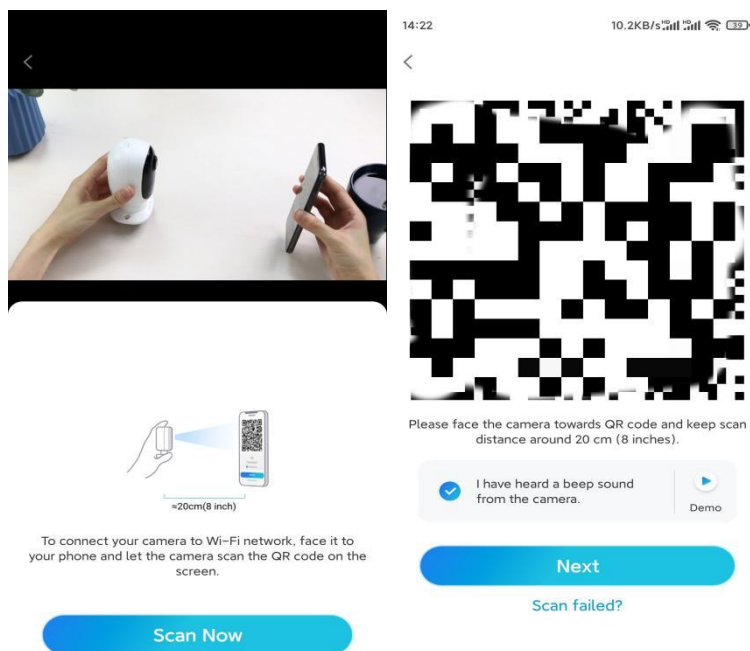 ≈20cm(8 inch)
To connect your camera to Wi-Fi network, face it to
your phone and let the camera scan the QR code on the
screen.
Scan Now
14:22
10.2KB/s HD HD 39
Please face the camera towards QR code and keep scan
distance around 20 cm (8 inches).
I have heard a beep sound
from the camera.
Demo
Next
Scan failed?